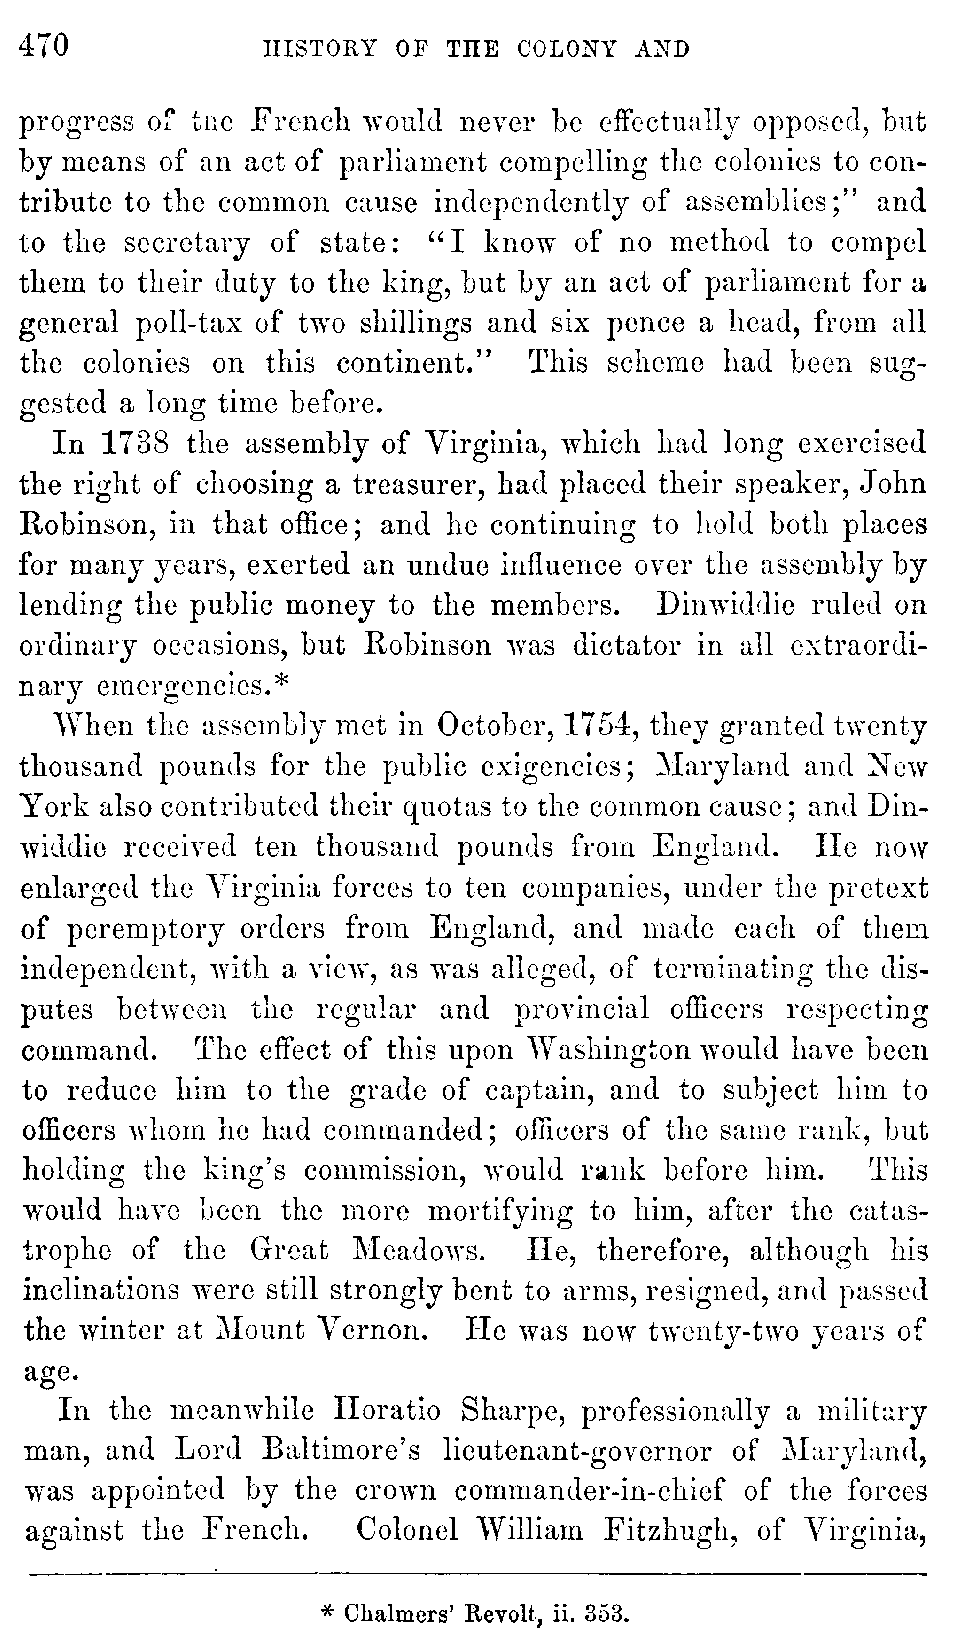 470 HISTORY OF THE COLONY AND
progress of the French would never be effectually opposed, but
by means of an act of parliament compelling the colonies to con-
tribute to the common cause independently of assemblies;" and
to the secretary of state: "I know of no method to compel
them to their duty to the king, but by an act of parliament for a
general poll-tax of two shillings and six pence a head, from all
the colonies on this continent." This scheme had been sug-
gested a long time before.
In 1738 the assembly of Virginia, which had long exercised
the right of choosing a treasurer, had placed their speaker, John
Robinson, in that office; and he continuing to hold both places
for many years, exerted an undue influence over the assembly by
lending the public money to the members. Dinwiddie ruled on
ordinary occasions, but Robinson was dictator in all extraordi-
nary emergencies.*
When the assembly met in October, 1754, they granted twenty
thousand pounds for the public exigencies; Maryland and New
York also contributed their quotas to the common cause; and Din-
widdie received ten thousand pounds from England. He now
enlarged the Virginia forces to ten companies, under the pretext
of peremptory orders from England, and made each of them
independent, with a view, as was alleged, of terminating the dis-
putes between the regular and provincial officers respecting
command. The effect of this upon Washington would have been
to reduce him to the grade of captain, and to subject him to
officers whom he had commanded; officers of the same rank, but
holding the king's commission, would rank before him. This
would have been the more mortifying to him, after the catas-
trophe of the Great Meadows. He, therefore, although his
inclinations were still strongly bent to arms, resigned, and passed
the winter at Mount Vernon. He was now twenty-two years of
age.
In the meanwhile Horatio Sharpe, professionally a military
man, and Lord Baltimore's lieutenant-governor of Maryland,
was appointed by the crown commander-in-chief of the forces
against the French. Colonel William Fitzhugh, of Virginia,
* Chalmers' Revolt, ii. 353.